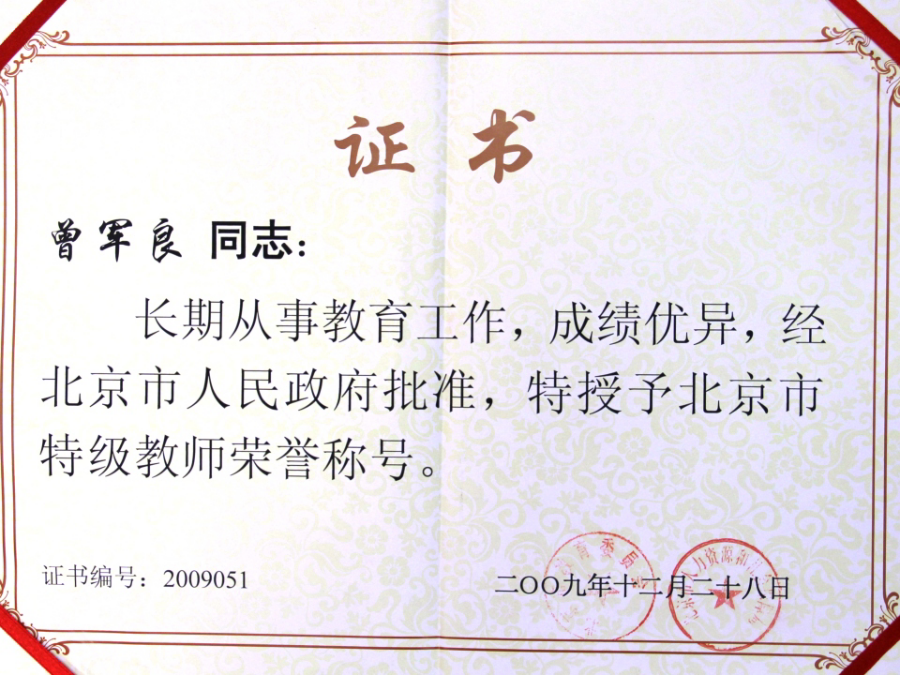 证书
曾军良 同志：
长期从事教育工作，成绩优异，经
北京市人民政府批准，特授予北京市
特级教师荣誉称号。
证书编号：2009051
二〇〇九年十二月二十八日